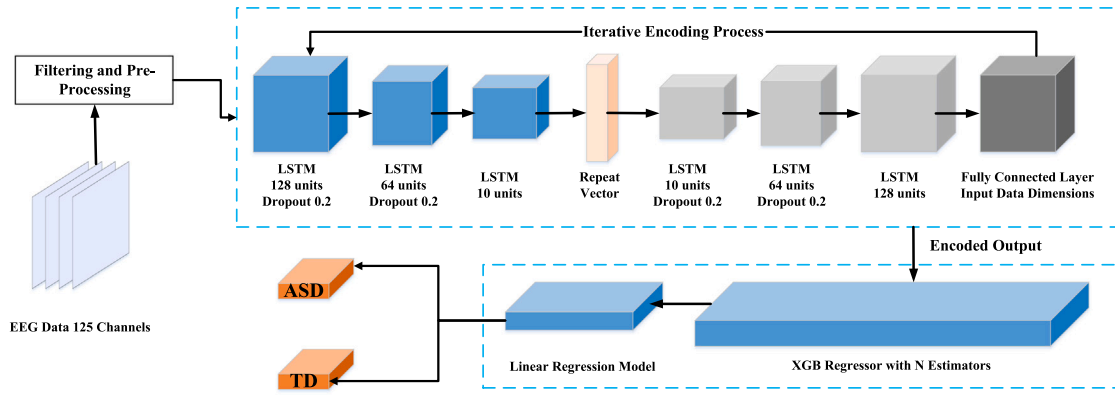 Iterative Encoding Process
Filtering and Pre-
Processing
LSTM
128 units
Dropout 0.2
LSTM
64 units
Dropout 0.2
LSTM
10 units
Repeat
Vector
LSTM
10 units
Dropout 0.2
LSTM
64 units
Dropout 0.2
LSTM
128 units
Fully Connected Layer
Input Data Dimensions
Encoded Output
EEG Data 125 Channels
ASD
TD
Linear Regression Model
XGB Regressor with N Estimators